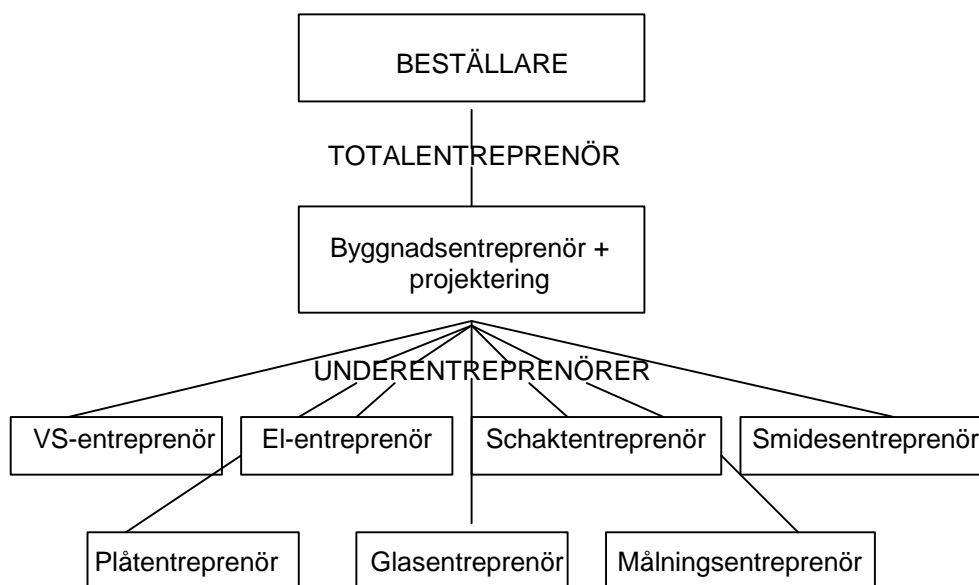 BESTÄLLARE
TOTALENTREPRENÖR
Byggnadsentreprenör +
projektering
UNDERENTREPRENÖRER
VS-entreprenör
El-entreprenör
Schaktentreprenör
Smidesentreprenör
Plåtentreprenör
Glasentreprenör
Målningsentreprenör